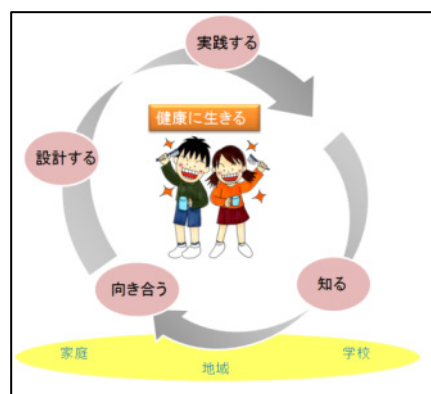 実践する
健康に生きる
設計する
向き合う
知る
家庭
地域
学校